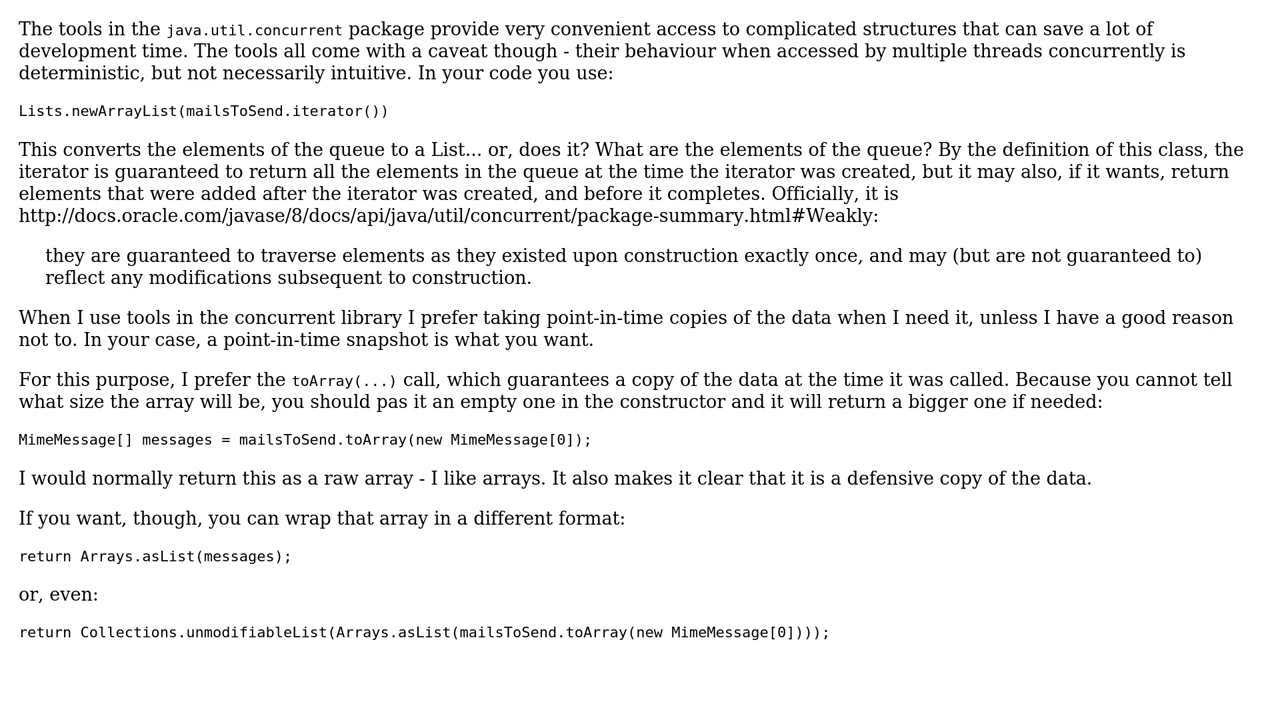 The tools in the java.util.concurrent package provide very convenient access to complicated structures that can save a lot of
development time. The tools all come with a caveat though - their behaviour when accessed by multiple threads concurrently is
deterministic, but not necessarily intuitive. In your code you use:
Lists.newArrayList(mailsToSend.iterator())
This converts the elements of the queue to a List... or, does it? What are the elements of the queue? By the definition of this class, the
iterator is guaranteed to return all the elements in the queue at the time the iterator was created, but it may also, if it wants, return
elements that were added after the iterator was created, and before it completes. Officially, it is
http://docs.oracle.com/javase/8/docs/api/java/util/concurrent/package-summary.html#Weakly:
they are guaranteed to traverse elements as they existed upon construction exactly once, and may (but are not guaranteed to)
reflect any modifications subsequent to construction.
When I use tools in the concurrent library I prefer taking point-in-time copies of the data when I need it, unless I have a good reason
not to. In your case, a point-in-time snapshot is what you want.
For this purpose, I prefer the toArray(...) call, which guarantees a copy of the data at the time it was called. Because you cannot tell
what size the array will be, you should pas it an empty one in the constructor and it will return a bigger one if needed:
MimeMessage[] messages = mailsToSend.toArray(new MimeMessage[0]);
I would normally return this as a raw array - I like arrays. It also makes it clear that it is a defensive copy of the data.
If you want, though, you can wrap that array in a different format:
return Arrays.asList(messages);
or, even:
return Collections.unmodifiableList(Arrays.asList(mailsToSend.toArray(new MimeMessage[0])));